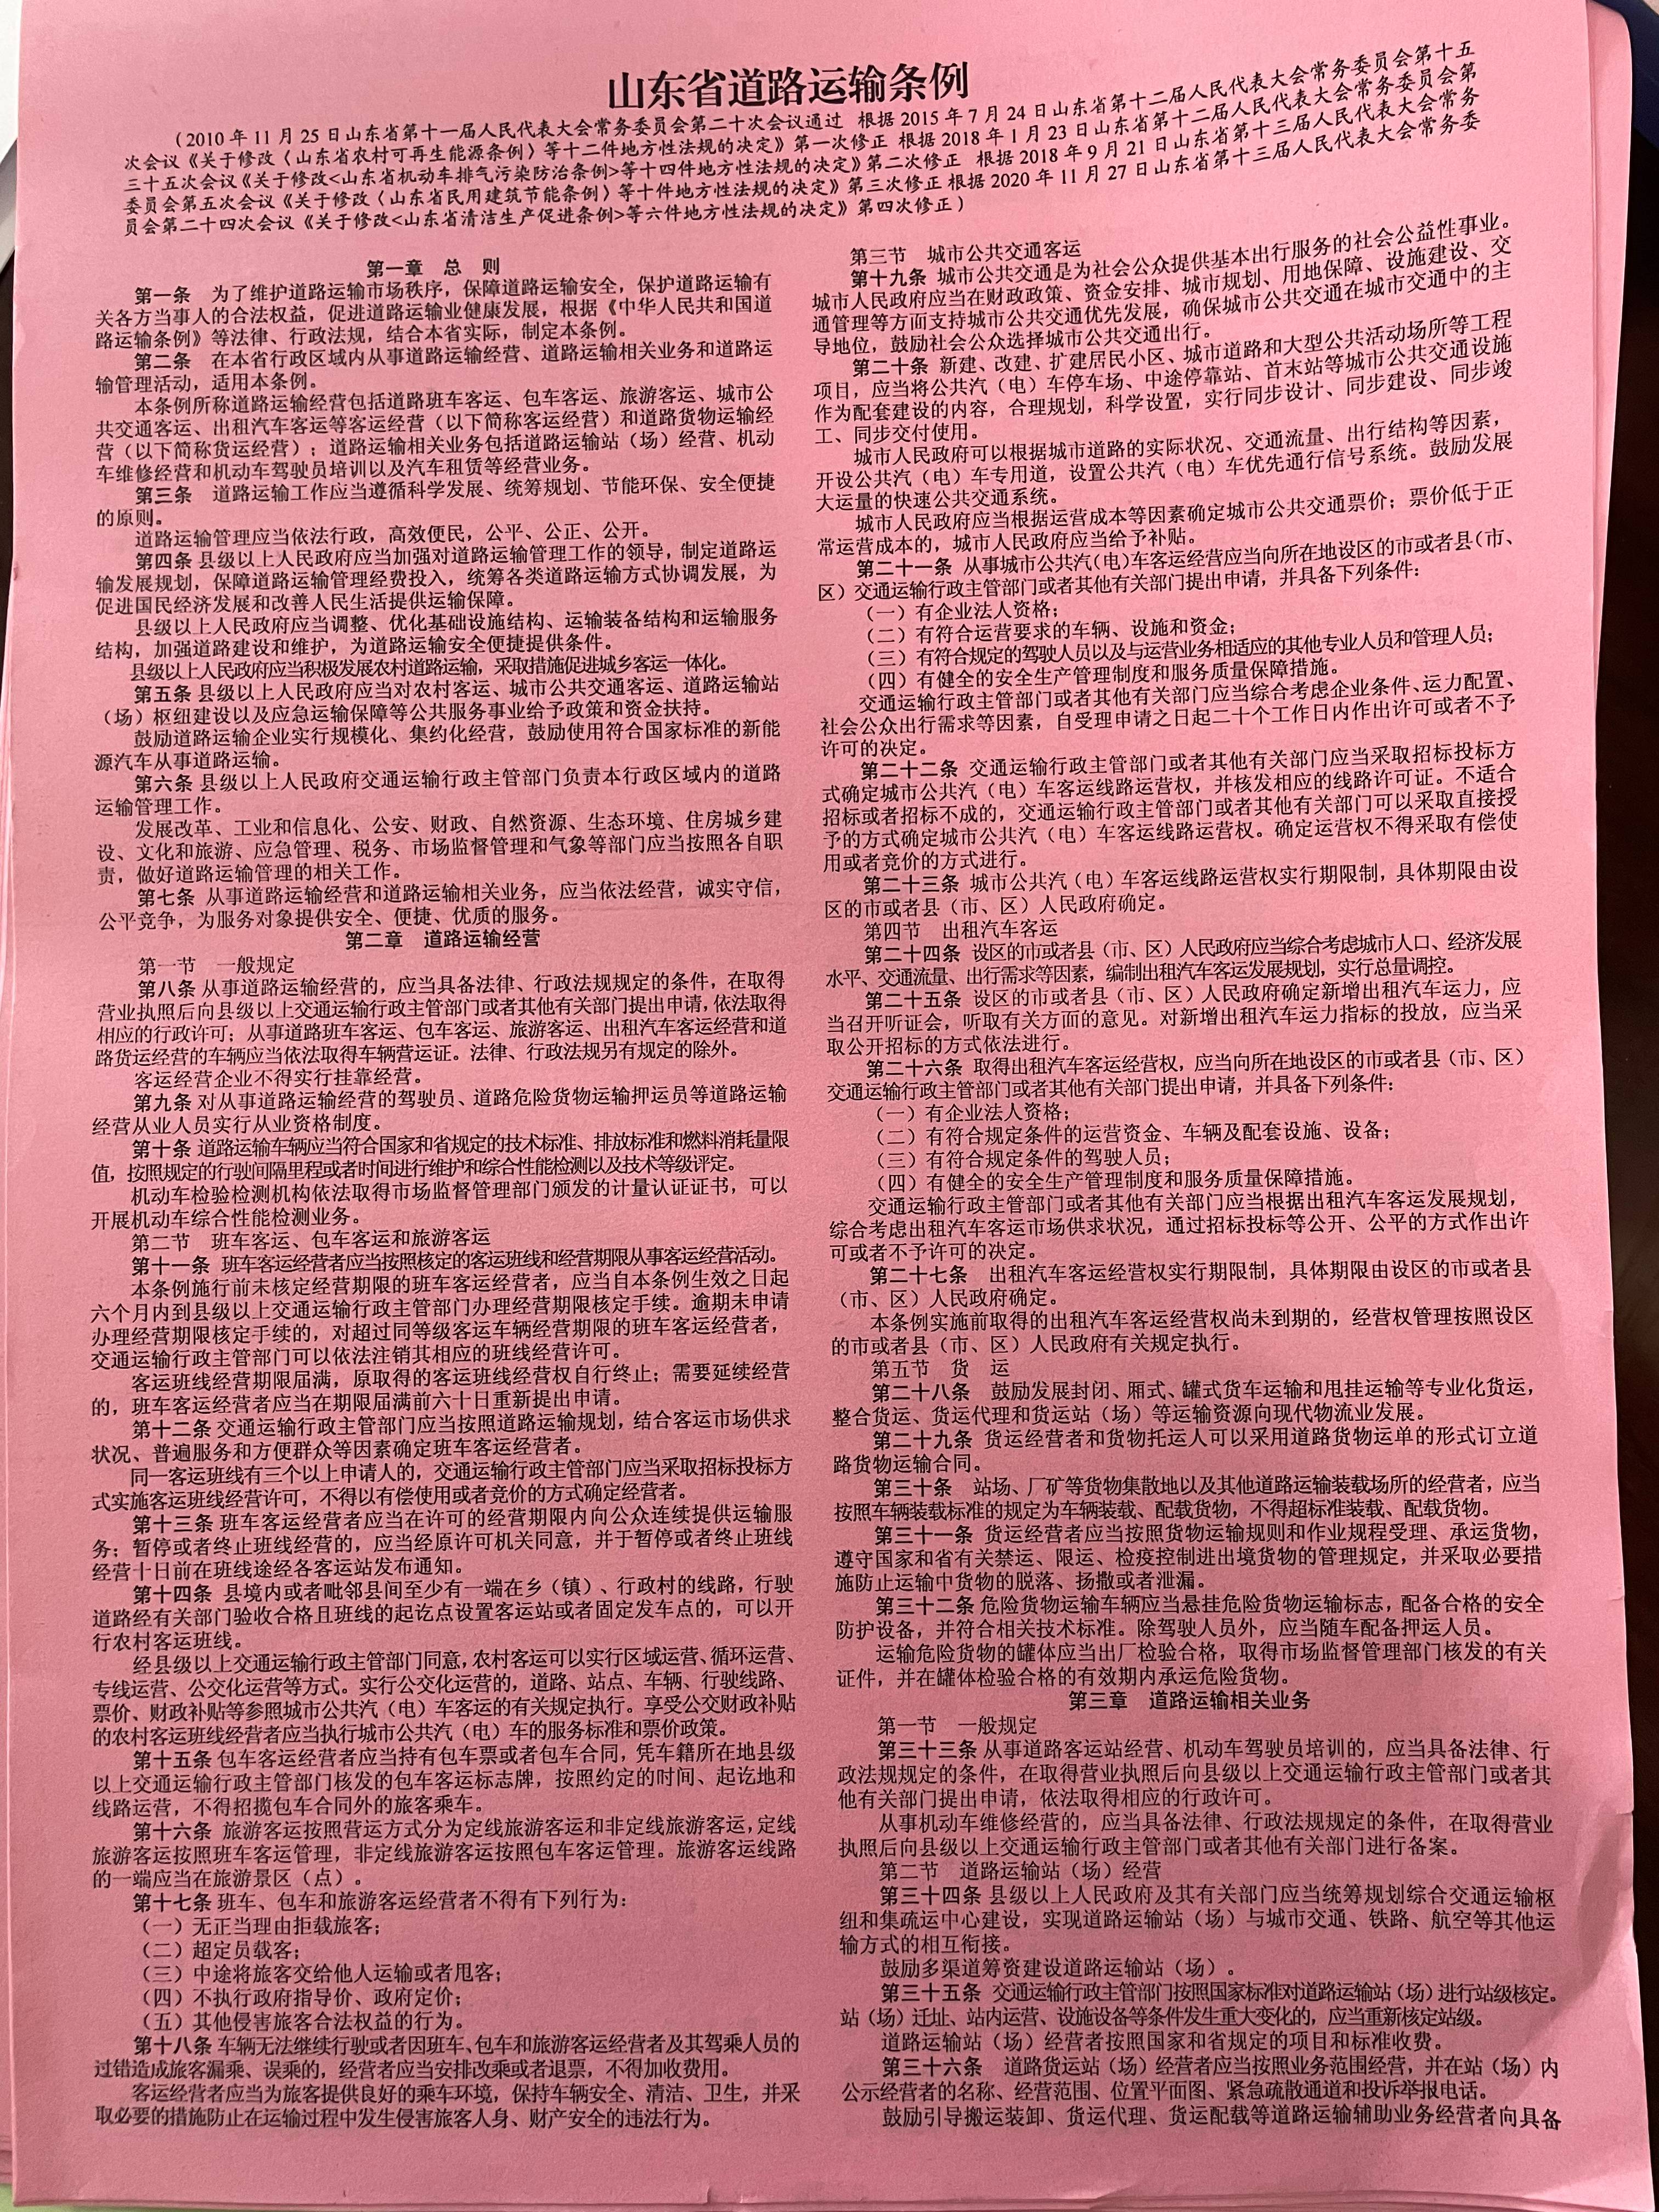 山东省道路运输条例
（2010 年 11 月 25 日山东省第十一届人民代表大会常务委员会第二十次会议通过 根据 2015 年 7 月 24 日山东省第十二届人民代表大会常务委员会第十五
次会议《关于修改〈山东省农村可再生能源条例〉等十二件地方性法规的决定》第一次修正 根据 2018 年 1 月 23 日山东省第十二届人民代表大会常务委员会第
三十五次会议《关于修改<山东省机动车排气污染防治条例>等十四件地方性法规的决定》第二次修正 根据 2018 年 9 月 21 日山东省第十三届人民代表大会常务
委员会第五次会议《关于修改〈山东省民用建筑节能条例〉等十件地方性法规的决定》第三次修正 根据 2020 年 11 月 27 日山东省第十三届人民代表大会常务委
员会第二十四次会议《关于修改<山东省清洁生产促进条例>等六件地方性法规的决定》第四次修正）
第一章 总 则
第一条 为了维护道路运输市场秩序，保障道路运输安全，保护道路运输有
关各方当事人的合法权益，促进道路运输业健康发展，根据《中华人民共和国道
路运输条例》等法律、行政法规，结合本省实际，制定本条例。
第二条 在本省行政区域内从事道路运输经营、道路运输相关业务和道路运
输管理活动，适用本条例。
本条例所称道路运输经营包括道路班车客运、包车客运、旅游客运、城市公
共交通客运、出租汽车客运等客运经营（以下简称客运经营）和道路货物运输经
营（以下简称货运经营）；道路运输相关业务包括道路运输站（场）经营、机动
车维修经营和机动车驾驶员培训以及汽车租赁等经营业务。
第三条 道路运输工作应当遵循科学发展、统筹规划、节能环保、安全便捷
的原则。
道路运输管理应当依法行政，高效便民，公平、公正、公开。
第四条 县级以上人民政府应当加强对道路运输管理工作的领导，制定道路运
输发展规划，保障道路运输管理经费投入，统筹各类道路运输方式协调发展，为
促进国民经济发展和改善人民生活提供运输保障。
县级以上人民政府应当调整、优化基础设施结构、运输装备结构和运输服务
结构，加强道路建设和维护，为道路运输安全便捷提供条件。
县级以上人民政府应当积极发展农村道路运输，采取措施促进城乡客运一体化。
第五条 县级以上人民政府应当对农村客运、城市公共交通客运、道路运输站
（场）枢纽建设以及应急运输保障等公共服务事业给予政策和资金扶持。
鼓励道路运输企业实行规模化、集约化经营，鼓励使用符合国家标准的新能
源汽车从事道路运输。
第六条 县级以上人民政府交通运输行政主管部门负责本行政区域内的道路
运输管理工作。
发展改革、工业和信息化、公安、财政、自然资源、生态环境、住房城乡建
设、文化和旅游、应急管理、税务、市场监督管理和气象等部门应当按照各自职
责，做好道路运输管理的相关工作。
第七条 从事道路运输经营和道路运输相关业务，应当依法经营，诚实守信，
公平竞争，为服务对象提供安全、便捷、优质的服务。
第二章 道路运输经营
第一节 一般规定
第八条 从事道路运输经营的，应当具备法律、行政法规规定的条件，在取得
营业执照后向县级以上交通运输行政主管部门或者其他有关部门提出申请，依法取得
相应的行政许可；从事道路班车客运、包车客运、旅游客运、出租汽车客运经营和道
路货运经营的车辆应当依法取得车辆营运证。法律、行政法规另有规定的除外。
客运经营企业不得实行挂靠经营。
第九条 对从事道路运输经营的驾驶员、道路危险货物运输押运员等道路运输
经营从业人员实行从业资格制度。
第十条 道路运输车辆应当符合国家和省规定的技术标准、排放标准和燃料消耗量限
值，按照规定的行驶间隔里程或者时间进行维护和综合性能检测以及技术等级评定。
机动车检验检测机构依法取得市场监督管理部门颁发的计量认证证书，可以
开展机动车综合性能检测业务。
第二节 班车客运、包车客运和旅游客运
第十一条 班车客运经营者应当按照核定的客运班线和经营期限从事客运经营活动。
本条例施行前未核定经营期限的班车客运经营者，应当自本条例生效之日起
六个月内到县级以上交通运输行政主管部门办理经营期限核定手续。逾期未申请
办理经营期限核定手续的，对超过同等级客运车辆经营期限的班车客运经营者，
交通运输行政主管部门可以依法注销其相应的班线经营许可。
客运班线经营期限届满，原取得的客运班线经营权自行终止；需要延续经营
的，班车客运经营者应当在期限届满前六十日重新提出申请。
第十二条 交通运输行政主管部门应当按照道路运输规划，结合客运市场供求
状况、普遍服务和方便群众等因素确定班车客运经营者。
同一客运班线有三个以上申请人的，交通运输行政主管部门应当采取招标投标方
式实施客运班线经营许可，不得以有偿使用或者竞价的方式确定经营者。
第十三条 班车客运经营者应当在许可的经营期限内向公众连续提供运输服
务；暂停或者终止班线经营的，应当经原许可机关同意，并于暂停或者终止班线
经营十日前在班线途经各客运站发布通知。
第十四条 县境内或者毗邻县间至少有一端在乡（镇）、行政村的线路，行驶
道路经有关部门验收合格且班线的起讫点设置客运站或者固定发车点的，可以开
行农村客运班线。
经县级以上交通运输行政主管部门同意，农村客运可以实行区域运营、循环运营、
专线运营、公交化运营等方式。实行公交化运营的，道路、站点、车辆、行驶线路、
票价、财政补贴等参照城市公共汽（电）车客运的有关规定执行。享受公交财政补贴
的农村客运班线经营者应当执行城市公共汽（电）车的服务标准和票价政策。
第十五条 包车客运经营者应当持有包车票或者包车合同，凭车籍所在地县级
以上交通运输行政主管部门核发的包车客运标志牌，按照约定的时间、起讫地和
线路运营，不得招揽包车合同外的旅客乘车。
第十六条 旅游客运按照营运方式分为定线旅游客运和非定线旅游客运，定线
旅游客运按照班车客运管理，非定线旅游客运按照包车客运管理。旅游客运线路
的一端应当在旅游景区（点）。
第十七条 班车、包车和旅游客运经营者不得有下列行为：
（一）无正当理由拒载旅客；
（二）超定员载客；
（三）中途将旅客交给他人运输或者甩客；
（四）不执行政府指导价、政府定价；
（五）其他侵害旅客合法权益的行为。
第十八条 车辆无法继续行驶或者因班车、包车和旅游客运经营者及其驾乘人员的
过错造成旅客漏乘、误乘的，经营者应当安排改乘或者退票，不得加收费用。
客运经营者应当为旅客提供良好的乘车环境，保持车辆安全、清洁、卫生，并采
取必要的措施防止在运输过程中发生侵害旅客人身、财产安全的违法行为。
第三节 城市公共交通客运
第十九条 城市公共交通是为社会公众提供基本出行服务的社会公益性事业。
城市人民政府应当在财政政策、资金安排、城市规划、用地保障、设施建设、交
通管理等方面支持城市公共交通优先发展，确保城市公共交通在城市交通中的主
导地位，鼓励社会公众选择城市公共交通出行。
第二十条 新建、改建、扩建居民小区、城市道路和大型公共活动场所等工程
项目，应当将公共汽（电）车停车场、中途停靠站、首末站等城市公共交通设施
作为配套建设的内容，合理规划，科学设置，实行同步设计、同步建设、同步竣
工、同步交付使用。
城市人民政府可以根据城市道路的实际状况、交通流量、出行结构等因素，
开设公共汽（电）车专用道，设置公共汽（电）车优先通行信号系统。鼓励发展
大运量的快速公共交通系统。
城市人民政府应当根据运营成本等因素确定城市公共交通票价；票价低于正
常运营成本的，城市人民政府应当给予补贴。
第二十一条 从事城市公共汽(电)车客运经营应当向所在地设区的市或者县(市、
区）交通运输行政主管部门或者其他有关部门提出申请，并具备下列条件：
（一）有企业法人资格；
（二）有符合运营要求的车辆、设施和资金；
（三）有符合规定的驾驶人员以及与运营业务相适应的其他专业人员和管理人员；
（四）有健全的安全生产管理制度和服务质量保障措施。
交通运输行政主管部门或者其他有关部门应当综合考虑企业条件、运力配置、
社会公众出行需求等因素，自受理申请之日起二十个工作日内作出许可或者不予
许可的决定。
第二十二条 交通运输行政主管部门或者其他有关部门应当采取招标投标方
式确定城市公共汽（电）车客运线路运营权，并核发相应的线路许可证。不适合
招标或者招标不成的，交通运输行政主管部门或者其他有关部门可以采取直接授
予的方式确定城市公共汽（电）车客运线路运营权。确定运营权不得采取有偿使
用或者竞价的方式进行。
第二十三条 城市公共汽（电）车客运线路运营权实行期限制，具体期限由设
区的市或者县（市、区）人民政府确定。
第四节 出租汽车客运
第二十四条 设区的市或者县（市、区）人民政府应当综合考虑城市人口、经济发展
水平、交通流量、出行需求等因素，编制出租汽车客运发展规划，实行总量调控。
第二十五条 设区的市或者县（市、区）人民政府确定新增出租汽车运力，应
当召开听证会，听取有关方面的意见。对新增出租汽车运力指标的投放，应当采
取公开招标的方式依法进行。
第二十六条 取得出租汽车客运经营权，应当向所在地设区的市或者县（市、区）
交通运输行政主管部门或者其他有关部门提出申请，并具备下列条件：
（一）有企业法人资格；
（二）有符合规定条件的运营资金、车辆及配套设施、设备；
（三）有符合规定条件的驾驶人员；
（四）有健全的安全生产管理制度和服务质量保障措施。
交通运输行政主管部门或者其他有关部门应当根据出租汽车客运发展规划，
综合考虑出租汽车客运市场供求状况，通过招标投标等公开、公平的方式作出许
可或者不予许可的决定。
第二十七条 出租汽车客运经营权实行期限制，具体期限由设区的市或者县
（市、区）人民政府确定。
本条例实施前取得的出租汽车客运经营权尚未到期的，经营权管理按照设区
的市或者县（市、区）人民政府有关规定执行。
第五节 货 运
第二十八条 鼓励发展封闭、厢式、罐式货车运输和甩挂运输等专业化货运，
整合货运、货运代理和货运站（场）等运输资源向现代物流业发展。
第二十九条 货运经营者和货物托运人可以采用道路货物运单的形式订立道
路货物运输合同。
第三十条 站场、厂矿等货物集散地以及其他道路运输装载场所的经营者，应当
按照车辆装载标准的规定为车辆装载、配载货物，不得超标准装载、配载货物。
第三十一条 货运经营者应当按照货物运输规则和作业规程受理、承运货物，
遵守国家和省有关禁运、限运、检疫控制进出境货物的管理规定，并采取必要措
施防止运输中货物的脱落、扬撒或者泄漏。
第三十二条 危险货物运输车辆应当悬挂危险货物运输标志，配备合格的安全
防护设备，并符合相关技术标准。除驾驶人员外，应当随车配备押运人员。
运输危险货物的罐体应当出厂检验合格，取得市场监督管理部门核发的有关
证件，并在罐体检验合格的有效期内承运危险货物。
第三章 道路运输相关业务
第一节 一般规定
第三十三条 从事道路客运站经营、机动车驾驶员培训的，应当具备法律、行
政法规规定的条件，在取得营业执照后向县级以上交通运输行政主管部门或者其
他有关部门提出申请，依法取得相应的行政许可。
从事机动车维修经营的，应当具备法律、行政法规规定的条件，在取得营业
执照后向县级以上交通运输行政主管部门或者其他有关部门进行备案。
第二节 道路运输站（场）经营
第三十四条 县级以上人民政府及其有关部门应当统筹规划综合交通运输枢
纽和集疏运中心建设，实现道路运输站（场）与城市交通、铁路、航空等其他运
输方式的相互衔接。
鼓励多渠道筹资建设道路运输站（场）。
第三十五条 交通运输行政主管部门按照国家标准对道路运输站（场）进行站级核定。
站（场）迁址、站内运营、设施设备等条件发生重大变化的，应当重新核定站级。
道路运输站（场）经营者按照国家和省规定的项目和标准收费。
第三十六条 道路货运站（场）经营者应当按照业务范围经营，并在站（场）内
公示经营者的名称、经营范围、位置平面图、紧急疏散通道和投诉举报电话。
鼓励引导搬运装卸、货运代理、货运配载等道路运输辅助业务经营者向具备